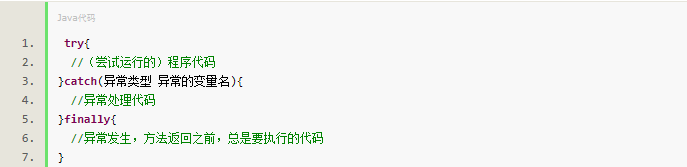 Java代码
1. try{
2. //（尝试运行的）程序代码
3. }catch(异常类型 异常的变量名){
4. //异常处理代码
5. }finally{
6. //异常发生，方法返回之前，总是要执行的代码
7. }